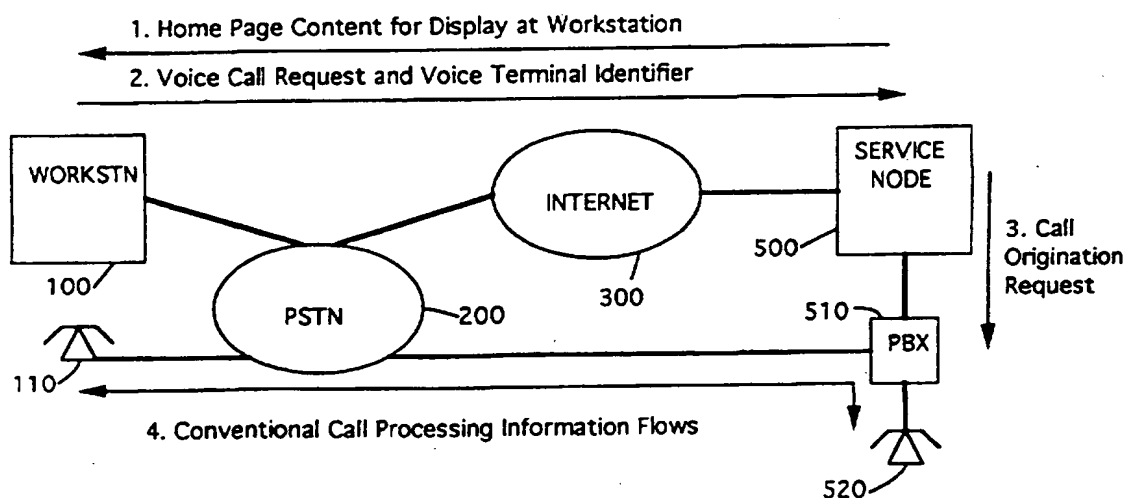 1. Home Page Content for Display at Workstation
2. Voice Call Request and Voice Terminal Identifier
WORKSTN
INTERNET
SERVICE
NODE
500
3. Call
Origination
Request
100
300
PSTN
200
510
PBX
110
4. Conventional Call Processing Information Flows
520